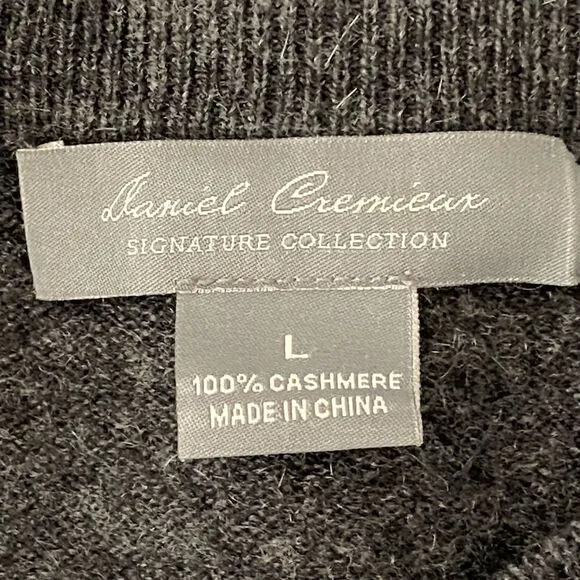 Daniel Cremieux
SIGNATURE COLLECTION
L
100% CASHMERE
MADE IN CHINA